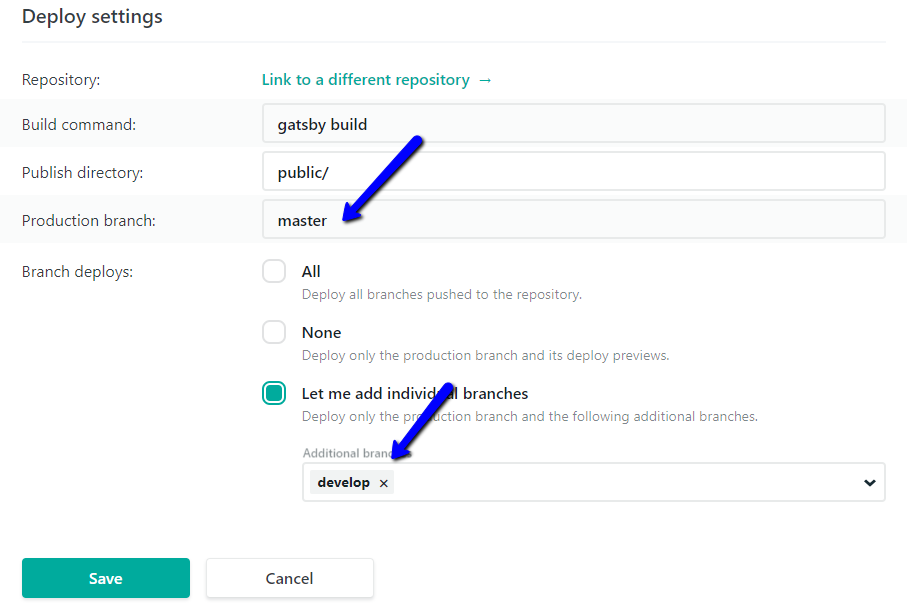 Deploy settings
Repository: Link to a different repository →
Build command: gatsby build
Publish directory: public/
Production branch: master
Branch deploys: All
Deploy all branches pushed to the repository.
None
Deploy only the production branch and its deploy previews.
Let me add individual branches
Deploy only the production branch and the following additional branches.
Additional
develop ×
Save Cancel